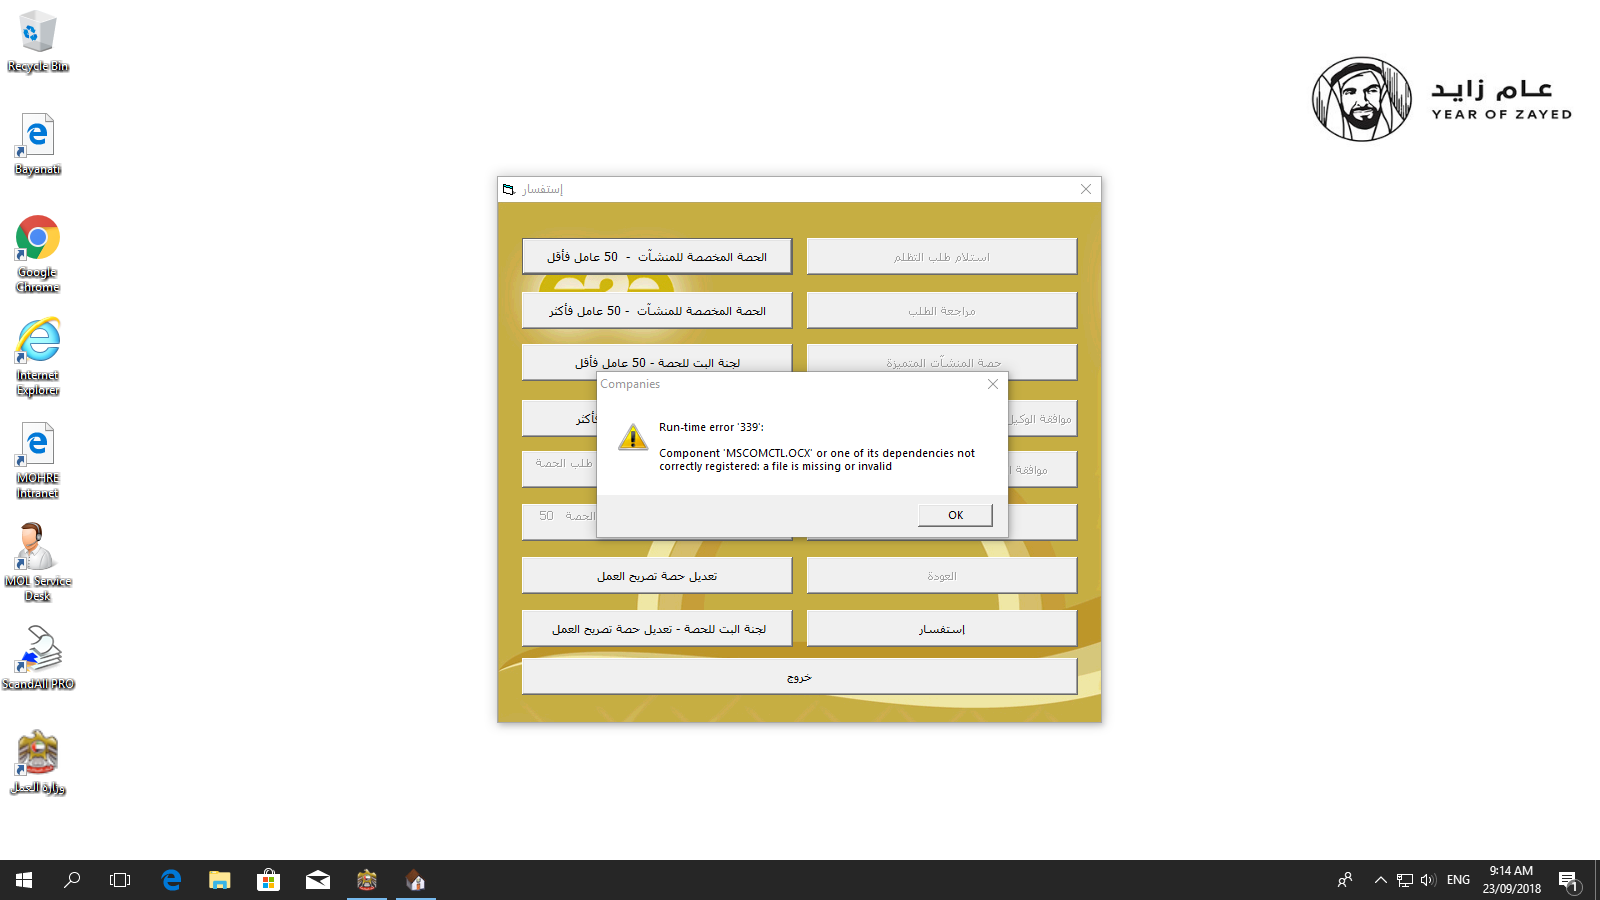 Recycle Bin
Bayanati
Google
Chrome
Internet
Explorer
MOHRE
Intranet
MOL Service
Desk
ScandAll PRO
وزارة العمل
عام زايد
YEAR OF ZAYED
إستفسار
الحصة المخصصة للمنشآت - 50 عامل فأقل
استلام طلب التظلم
الحصة المخصصة للمنشآت - 50 عامل فأكثر
مراجعة الطلب
لجنة البت للحصة - 50 عامل فأقل
حصة المنشآت المتميزة
فأكثر
موافقة الوكيل
طلب الحصة
موافقة
الحصة 50
Companies
Run-time error '339':
Component 'MSCOMCTL.OCX' or one of its dependencies not
correctly registered: a file is missing or invalid
OK
تعديل حصة تصريح العمل
العودة
لجنة البت للحصة - تعديل حصة تصريح العمل
إستفسار
خروج
ENG
9:14 AM
23/09/2018
1